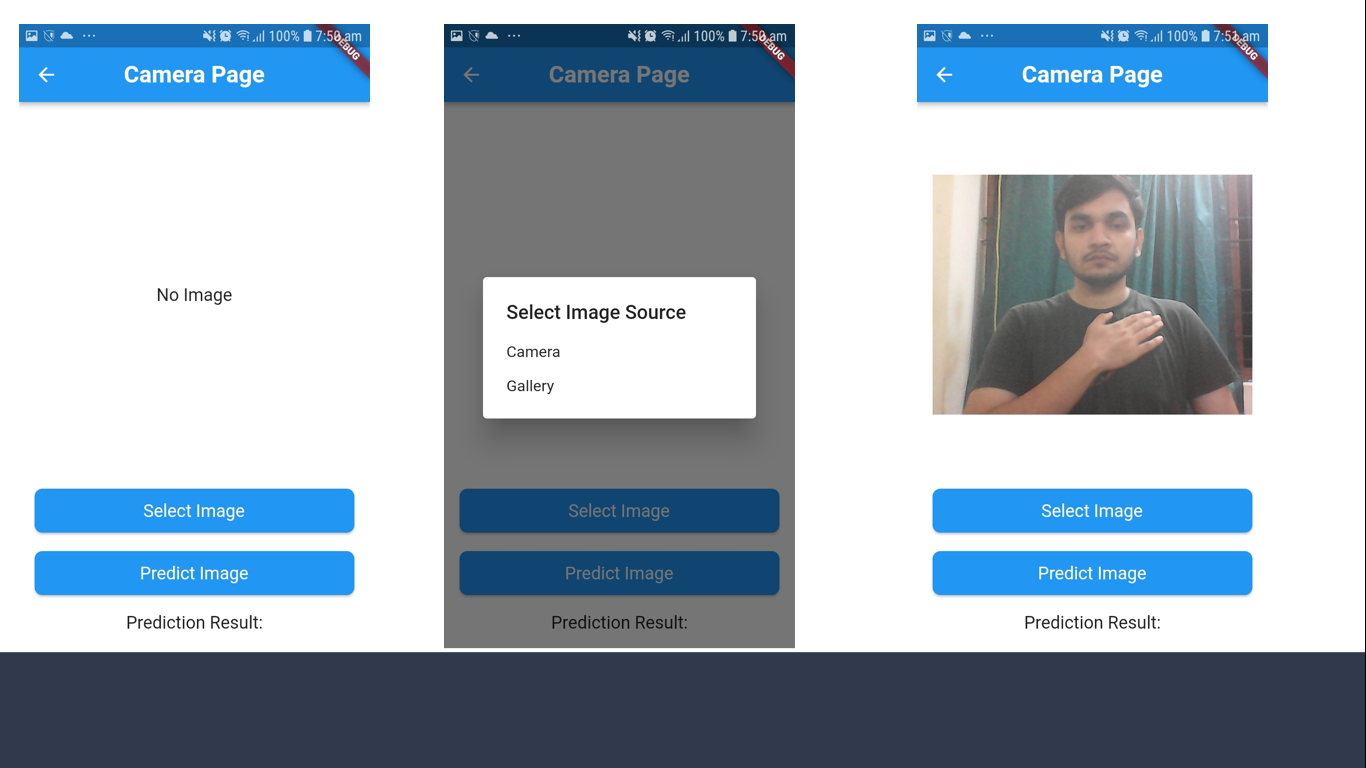 100% 7:50 am
DEBUG
Camera Page
No Image
Select Image
Predict Image
Prediction Result:
100% 7:50 am
DEBUG
Camera Page
Select Image Source
Camera
Gallery
Select Image
Predict Image
Prediction Result:
100% 7:51 am
DEBUG
Camera Page
Select Image
Predict Image
Prediction Result: